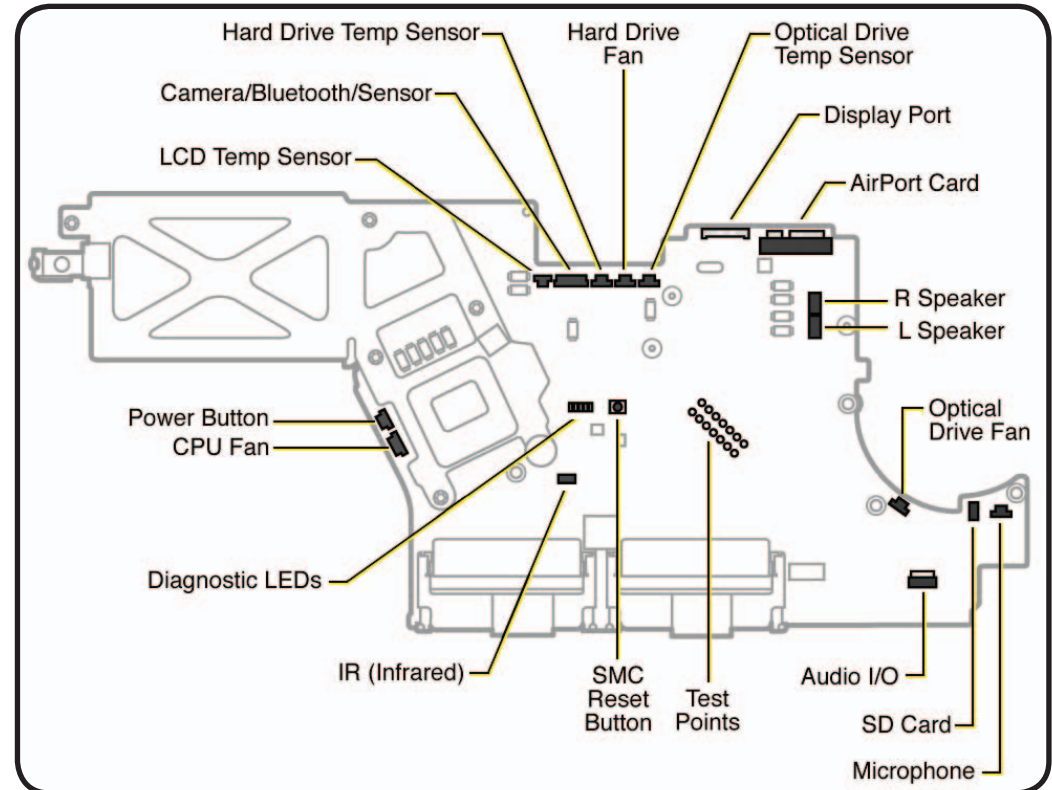 Hard Drive Temp Sensor
Hard Drive
Fan
Optical Drive
Temp Sensor
Camera/Bluetooth/Sensor
Display Port
LCD Temp Sensor
AirPort Card
R Speaker
L Speaker
Power Button
CPU Fan
Optical
Drive Fan
Diagnostic LEDs
IR (Infrared)
SMC
Reset
Button
Test
Points
Audio I/O
SD Card
Microphone